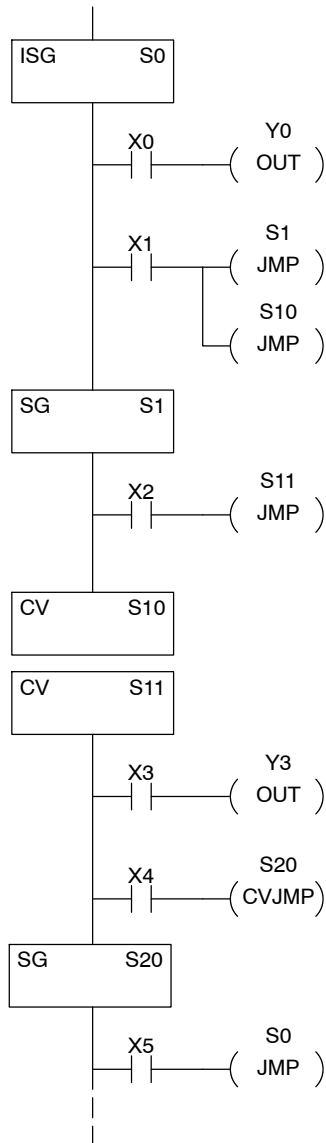 ISG S0
X0
Y0
OUT
X1
S1
JMP
S10
JMP
SG S1
X2
S11
JMP
CV S10
CV S11
X3
Y3
OUT
X4
S20
CVJMP
SG S20
X5
S0
JMP